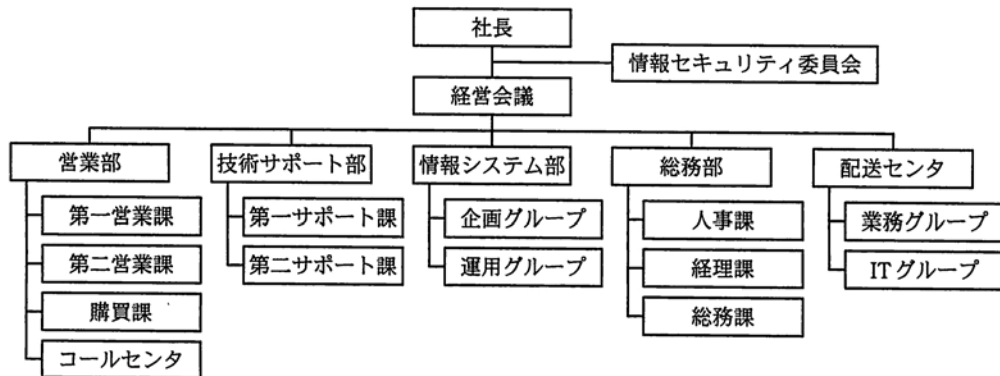 社長
情報セキュリティ委員会
経営会議
営業部
技術サポート部
情報システム部
総務部
配送センタ
第一営業課
第一サポート課
企画グループ
人事課
業務グループ
第二営業課
第二サポート課
運用グループ
経理課
ITグループ
購買課
総務課
コールセンタ